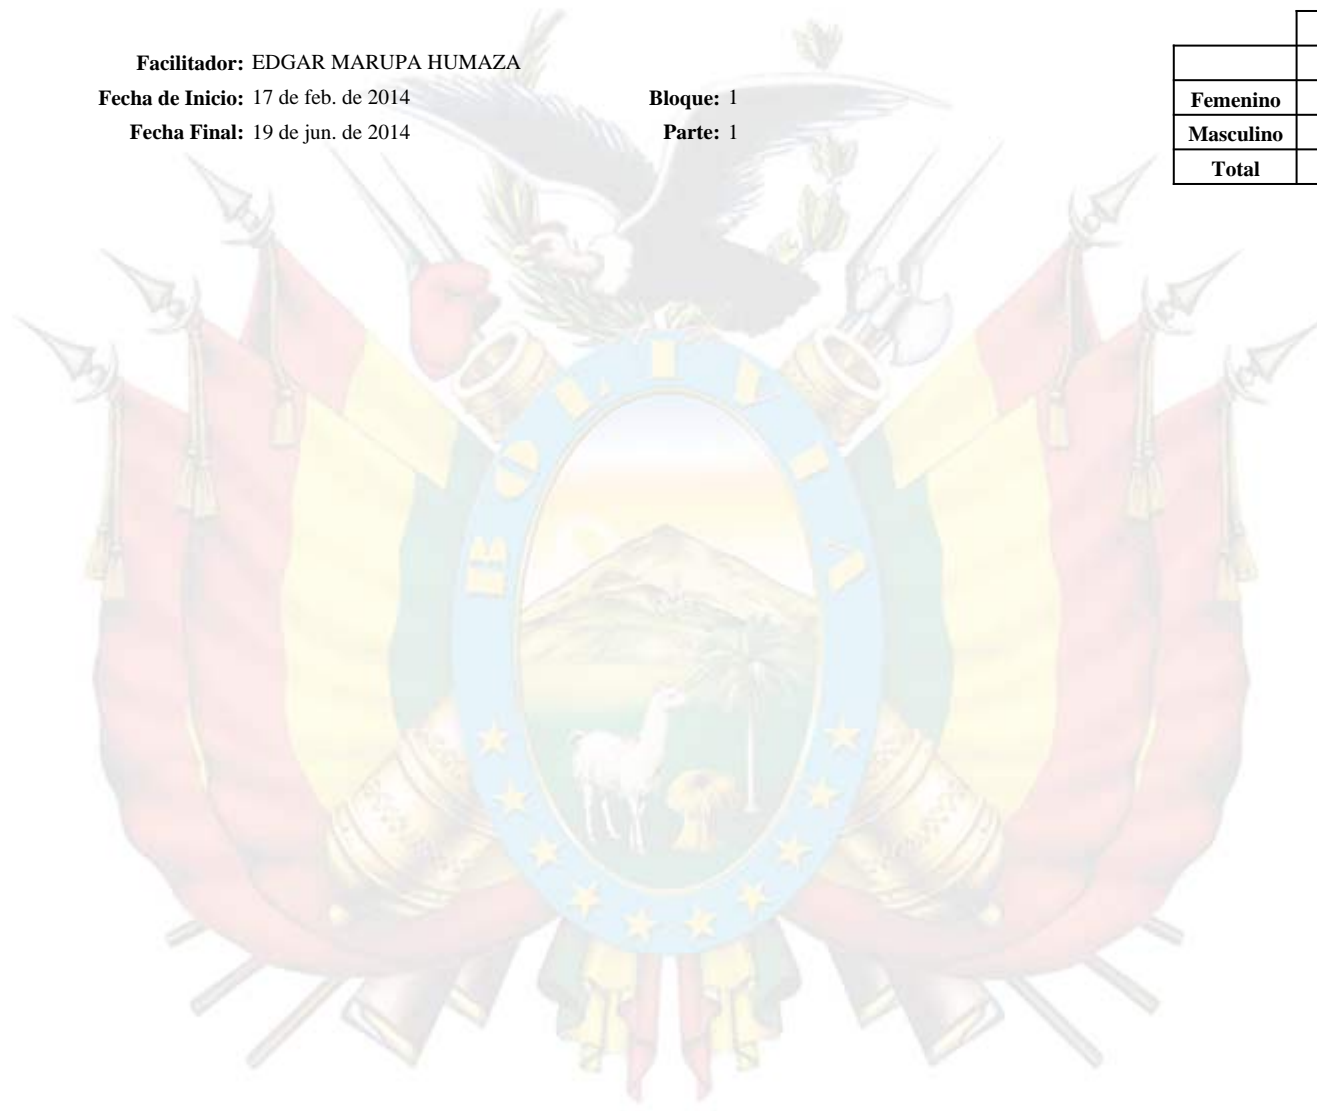 Facilitador: EDGAR MARUPA HUMAZA
Fecha de Inicio: 17 de feb. de 2014 Bloque: 1
Fecha Final: 19 de jun. de 2014 Parte: 1
Femenino
Masculino
Total
BOLIVIA